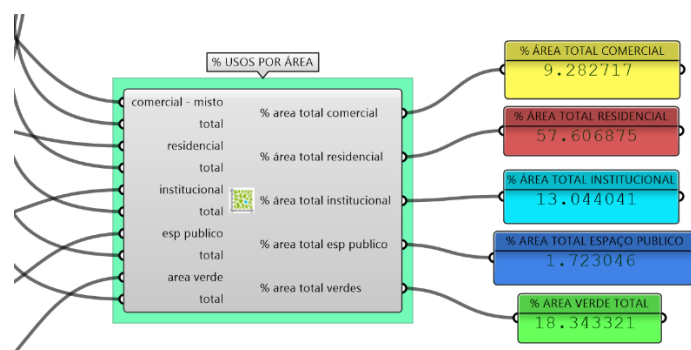 % USOS POR ÁREA
comercial - misto
total
residencial
total
institucional
total
esp publico
total
area verde
total
% area total comercial
% àrea total residencial
% área total institucional
% área total esp publico
% àrea total verdes
% ÁREA TOTAL COMERCIAL
9.282717
% ÁREA TOTAL RESIDENCIAL
57.606875
% ÁREA TOTAL INSTITUCIONAL
13.044041
% AREA TOTAL ESPAÇO PUBLICO
1.723046
% AREA VERDE TOTAL
18.343321